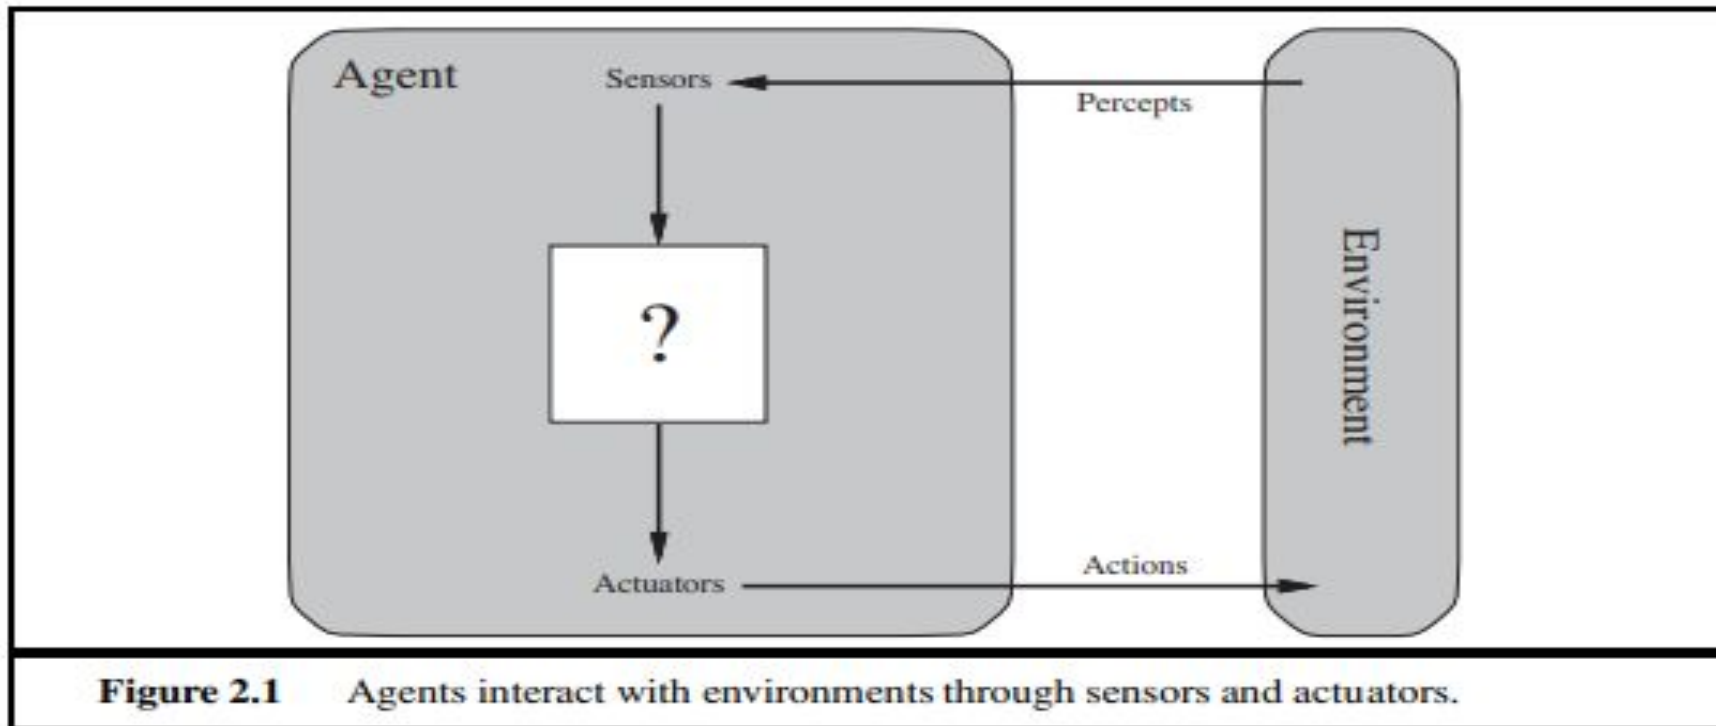 Agent
Sensors
Percepts
?
Environment
Actuators
Actions
Figure 2.1 Agents interact with environments through sensors and actuators.